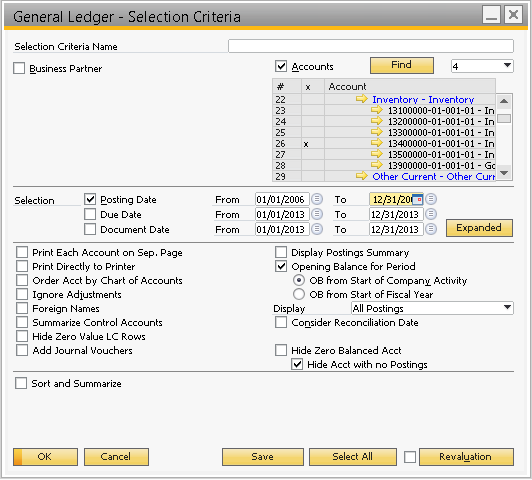 General Ledger - Selection Criteria
Selection Criteria Name
Business Partner
Accounts Find 4
# x Account
22 Inventory - Inventory
23 13100000-01-001-01 - In
24 13200000-01-001-01 - In
25 13300000-01-001-01 - In
26 x 13400000-01-001-01 - In
27 13500000-01-001-01 - In
28 13900000-01-001-01 - Go
29 Other Current - Other Curr
Selection Posting Date From 01/01/2006 To 12/31/20
Due Date From 01/01/2013 To 12/31/2013
Document Date From 01/01/2013 To 12/31/2013 Expanded
Print Each Account on Sep. Page
Print Directly to Printer
Order Acct by Chart of Accounts
Ignore Adjustments
Foreign Names
Summarize Control Accounts
Hide Zero Value LC Rows
Add Journal Vouchers
Display Postings Summary
Opening Balance for Period
OB from Start of Company Activity
OB from Start of Fiscal Year
Display All Postings
Consider Reconciliation Date
Hide Zero Balanced Acct
Hide Acct with no Postings
Sort and Summarize
OK Cancel Save Select All Revaluation